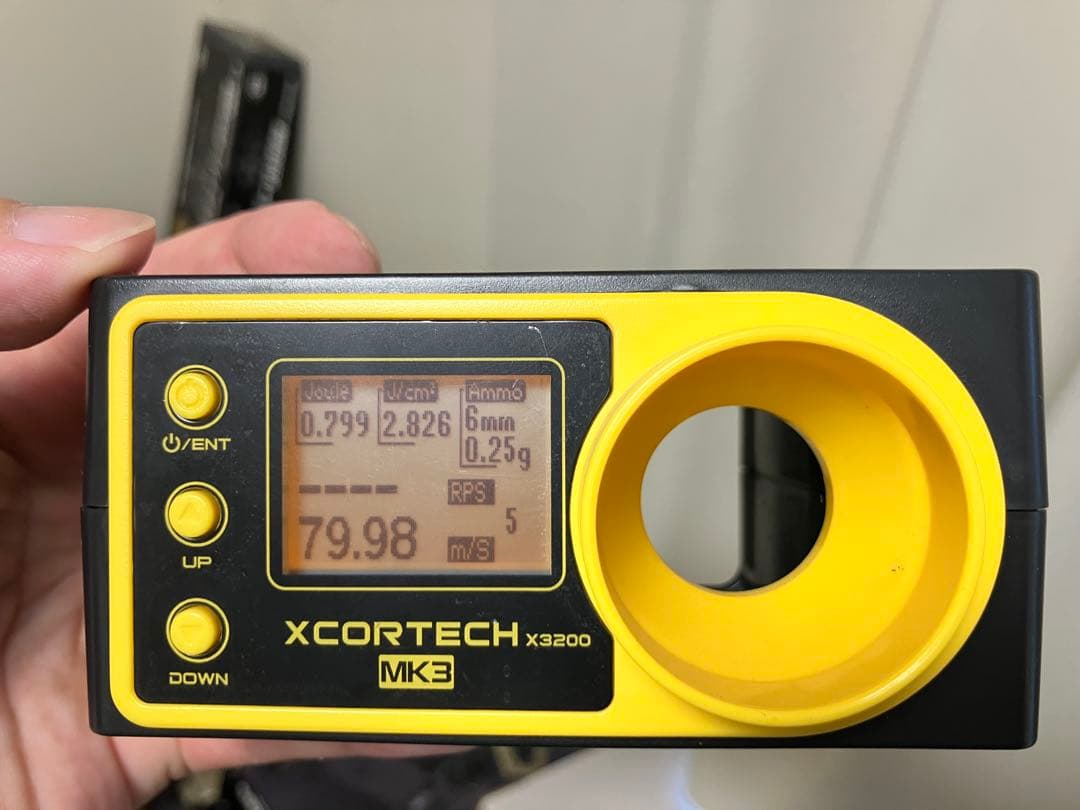 Joule J/cm² Ammo
0.799 2.826 6mm
0.25g
---- RPS
5
79.98 m/S
⏻/ENT
UP
DOWN
XCORTECH X3200
MK3